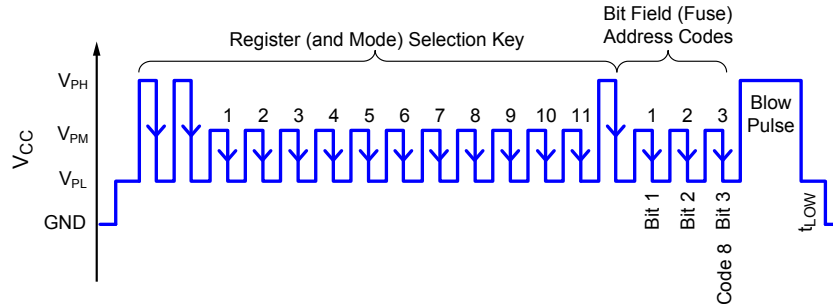 Bit Field (Fuse)
Address Codes
Register (and Mode) Selection Key
VPH
VPM
VPL
GND
VCC
1 2 3 4 5 6 7 8 9 10 11 1 2 3
Blow
Pulse
Bit 1
Bit 2
Bit 3
Code 8
tLOW